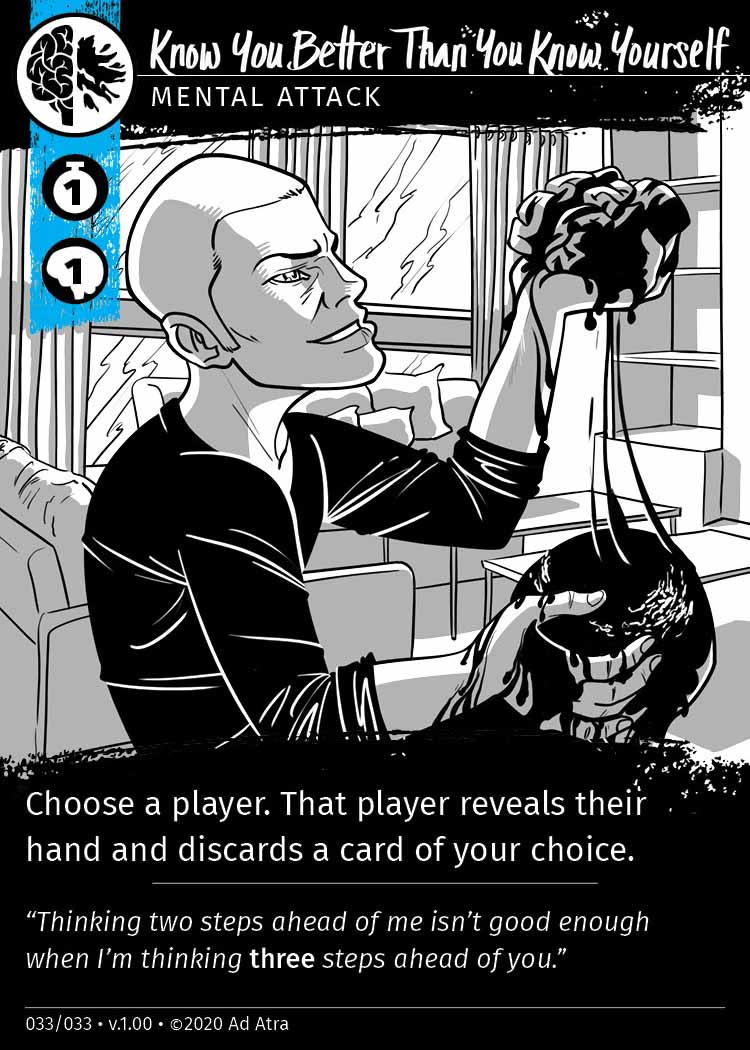 Know You Better Than You Know Yourself
MENTAL ATTACK
1
1
Choose a player. That player reveals their
hand and discards a card of your choice.
“Thinking two steps ahead of me isn’t good enough
when I’m thinking three steps ahead of you.”
033/033 • v.1.00 • ©2020 Ad Atra